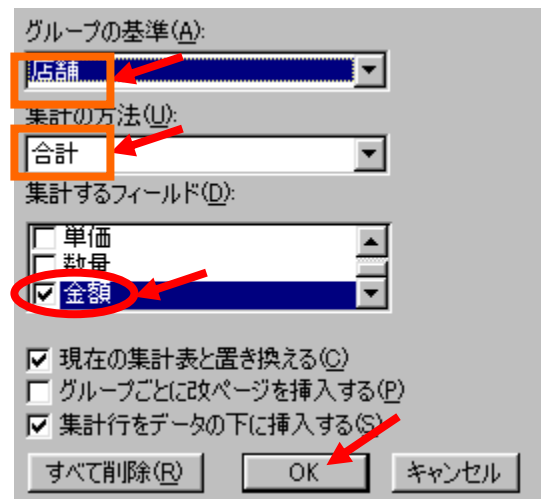 グループの基準(A):
店舗
集計の方法(U):
合計
集計するフィールド(D):
単価
数量
金額
現在の集計表と置き換える(C)
グループごとに改ページを挿入する(P)
集計行をデータの下に挿入する(S)
すべて削除(R) OK キャンセル